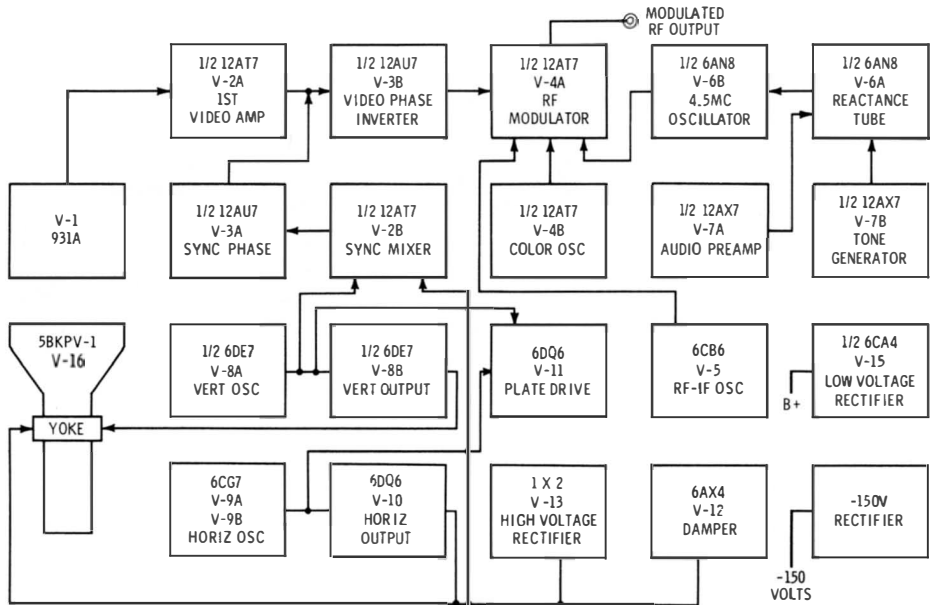 MODULATED
RF OUTPUT
1/2 12AT7
V-2A
1ST
VIDEO AMP
1/2 12AU7
V-3B
VIDEO PHASE
INVERTER
1/2 12AT7
V-4A
RF
MODULATOR
1/2 6AN8
V-6B
4.5MC
OSCILLATOR
1/2 6AN8
V-6A
REACTANCE
TUBE
V-1
931A
1/2 12AU7
V-3A
SYNC PHASE
1/2 12AT7
V-2B
SYNC MIXER
1/2 12AT7
V-4B
COLOR OSC
1/2 12AX7
V-7A
AUDIO PREAMP
1/2 12AX7
V-7B
TONE
GENERATOR
5BKPV-1
V-16
YOKE
1/2 6DE7
V-8A
VERT OSC
1/2 6DE7
V-8B
VERT OUTPUT
6DQ6
V-11
PLATE DRIVE
6CB6
V-5
RF-IF OSC
B+
1/2 6CA4
V-15
LOW VOLTAGE
RECTIFIER
6CG7
V-9A
V-9B
HORIZ OSC
6DQ6
V-10
HORIZ
OUTPUT
1 X 2
V-13
HIGH VOLTAGE
RECTIFIER
6AX4
V-12
DAMPER
-150V
RECTIFIER
-150
VOLTS